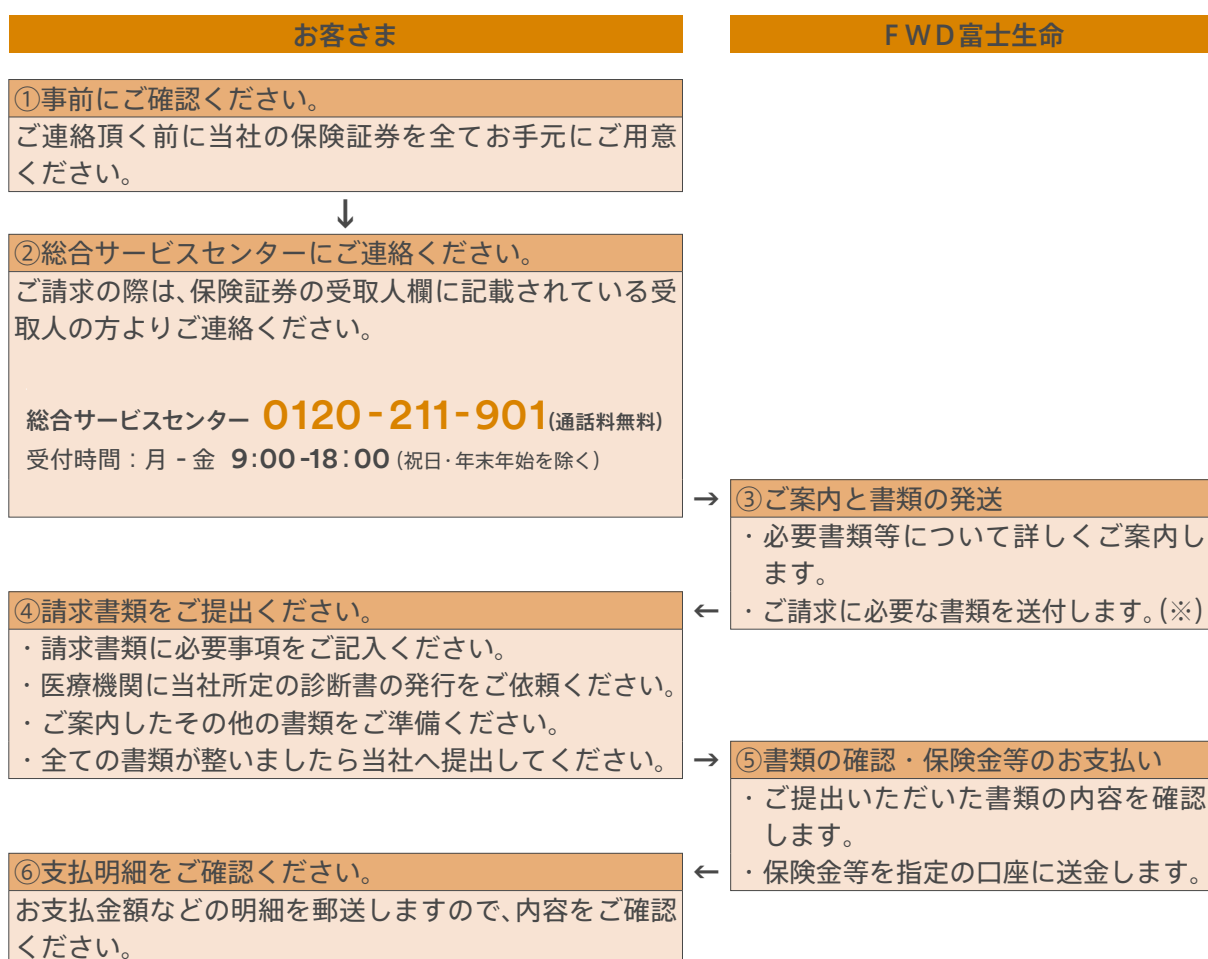 お客さま
FWD富士生命
①事前にご確認ください。
ご連絡頂く前に当社の保険証券を全てお手元にご用意
ください。
↓
②総合サービスセンターにご連絡ください。
ご請求の際は、保険証券の受取人欄に記載されている受
取人の方よりご連絡ください。
総合サービスセンター 0120-211-901(通話料無料)
受付時間：月-金 9:00-18:00(祝日・年末年始を除く)
→
③ご案内と書類の発送
・必要書類等について詳しくご案内し
ます。
・ご請求に必要な書類を送付します。(※)
←
④請求書類をご提出ください。
・請求書類に必要事項をご記入ください。
・医療機関に当社所定の診断書の発行をご依頼ください。
・ご案内したその他の書類をご準備ください。
・全ての書類が整いましたら当社へ提出してください。
→
⑤書類の確認・保険金等のお支払い
・ご提出いただいた書類の内容を確認
します。
・保険金等を指定の口座に送金します。
←
⑥支払明細をご確認ください。
お支払金額などの明細を郵送しますので、内容をご確認
ください。